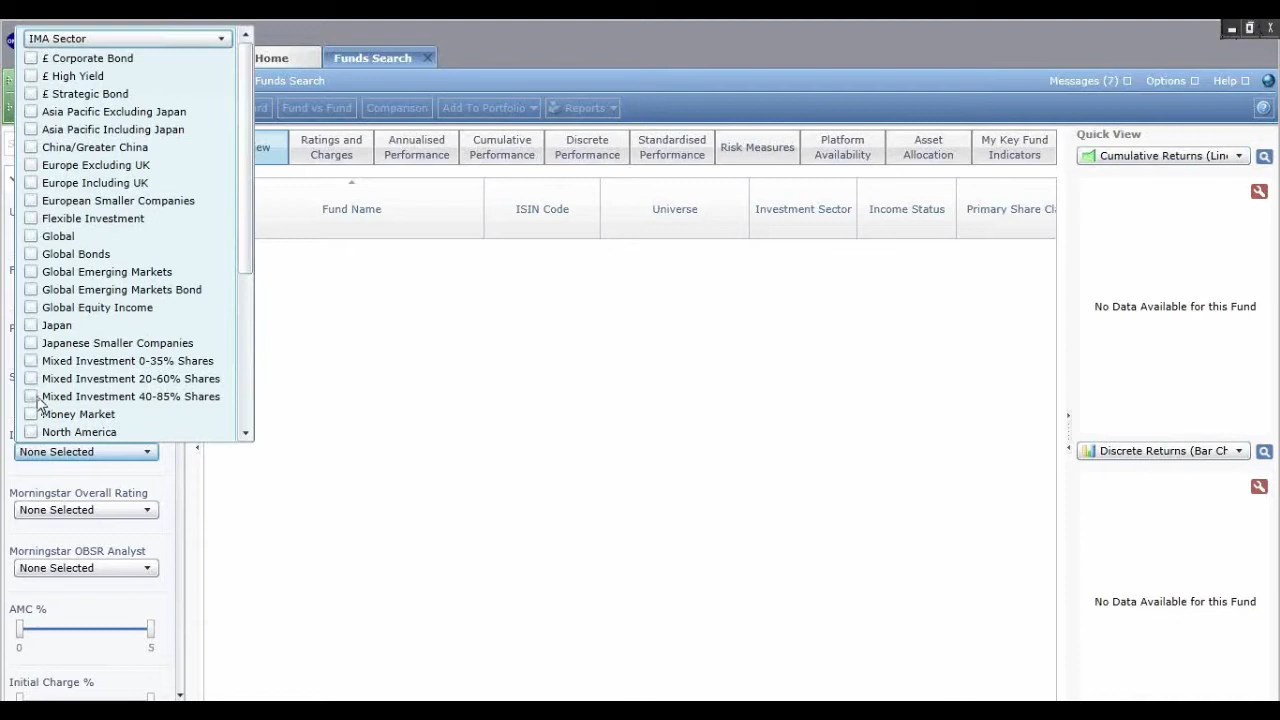 IMA Sector
£ Corporate Bond
£ High Yield
£ Strategic Bond
Asia Pacific Excluding Japan
Asia Pacific Including Japan
China/Greater China
Europe Excluding UK
Europe Including UK
European Smaller Companies
Flexible Investment
Global
Global Bonds
Global Emerging Markets
Global Emerging Markets Bond
Global Equity Income
Japan
Japanese Smaller Companies
Mixed Investment 0-35% Shares
Mixed Investment 20-60% Shares
Mixed Investment 40-85% Shares
Money Market
North America
None Selected
Morningstar Overall Rating
None Selected
Morningstar OBSR Analyst
None Selected
AMC %
0 5
Initial Charge %
Home Funds Search
Funds Search Messages (7) Options Help
Fund vs Fund Comparison Add To Portfolio Reports
Ratings and Charges
Annualised Performance
Cumulative Performance
Discrete Performance
Standardised Performance
Risk Measures
Platform Availability
Asset Allocation
My Key Fund Indicators
Fund Name ISIN Code Universe Investment Sector Income Status Primary Share Cl
Quick View
Cumulative Returns (Lin
No Data Available for this Fund
Discrete Returns (Bar Ch
No Data Available for this Fund